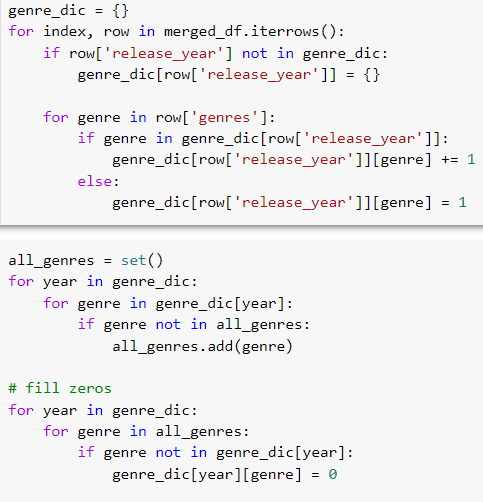 genre_dic = {}
for index, row in merged_df.iterrows():
    if row['release_year'] not in genre_dic:
        genre_dic[row['release_year']] = {}

    for genre in row['genres']:
        if genre in genre_dic[row['release_year']]:
            genre_dic[row['release_year']][genre] += 1
        else:
            genre_dic[row['release_year']][genre] = 1

all_genres = set()
for year in genre_dic:
    for genre in genre_dic[year]:
        if genre not in all_genres:
            all_genres.add(genre)

# fill zeros
for year in genre_dic:
    for genre in all_genres:
        if genre not in genre_dic[year]:
            genre_dic[year][genre] = 0